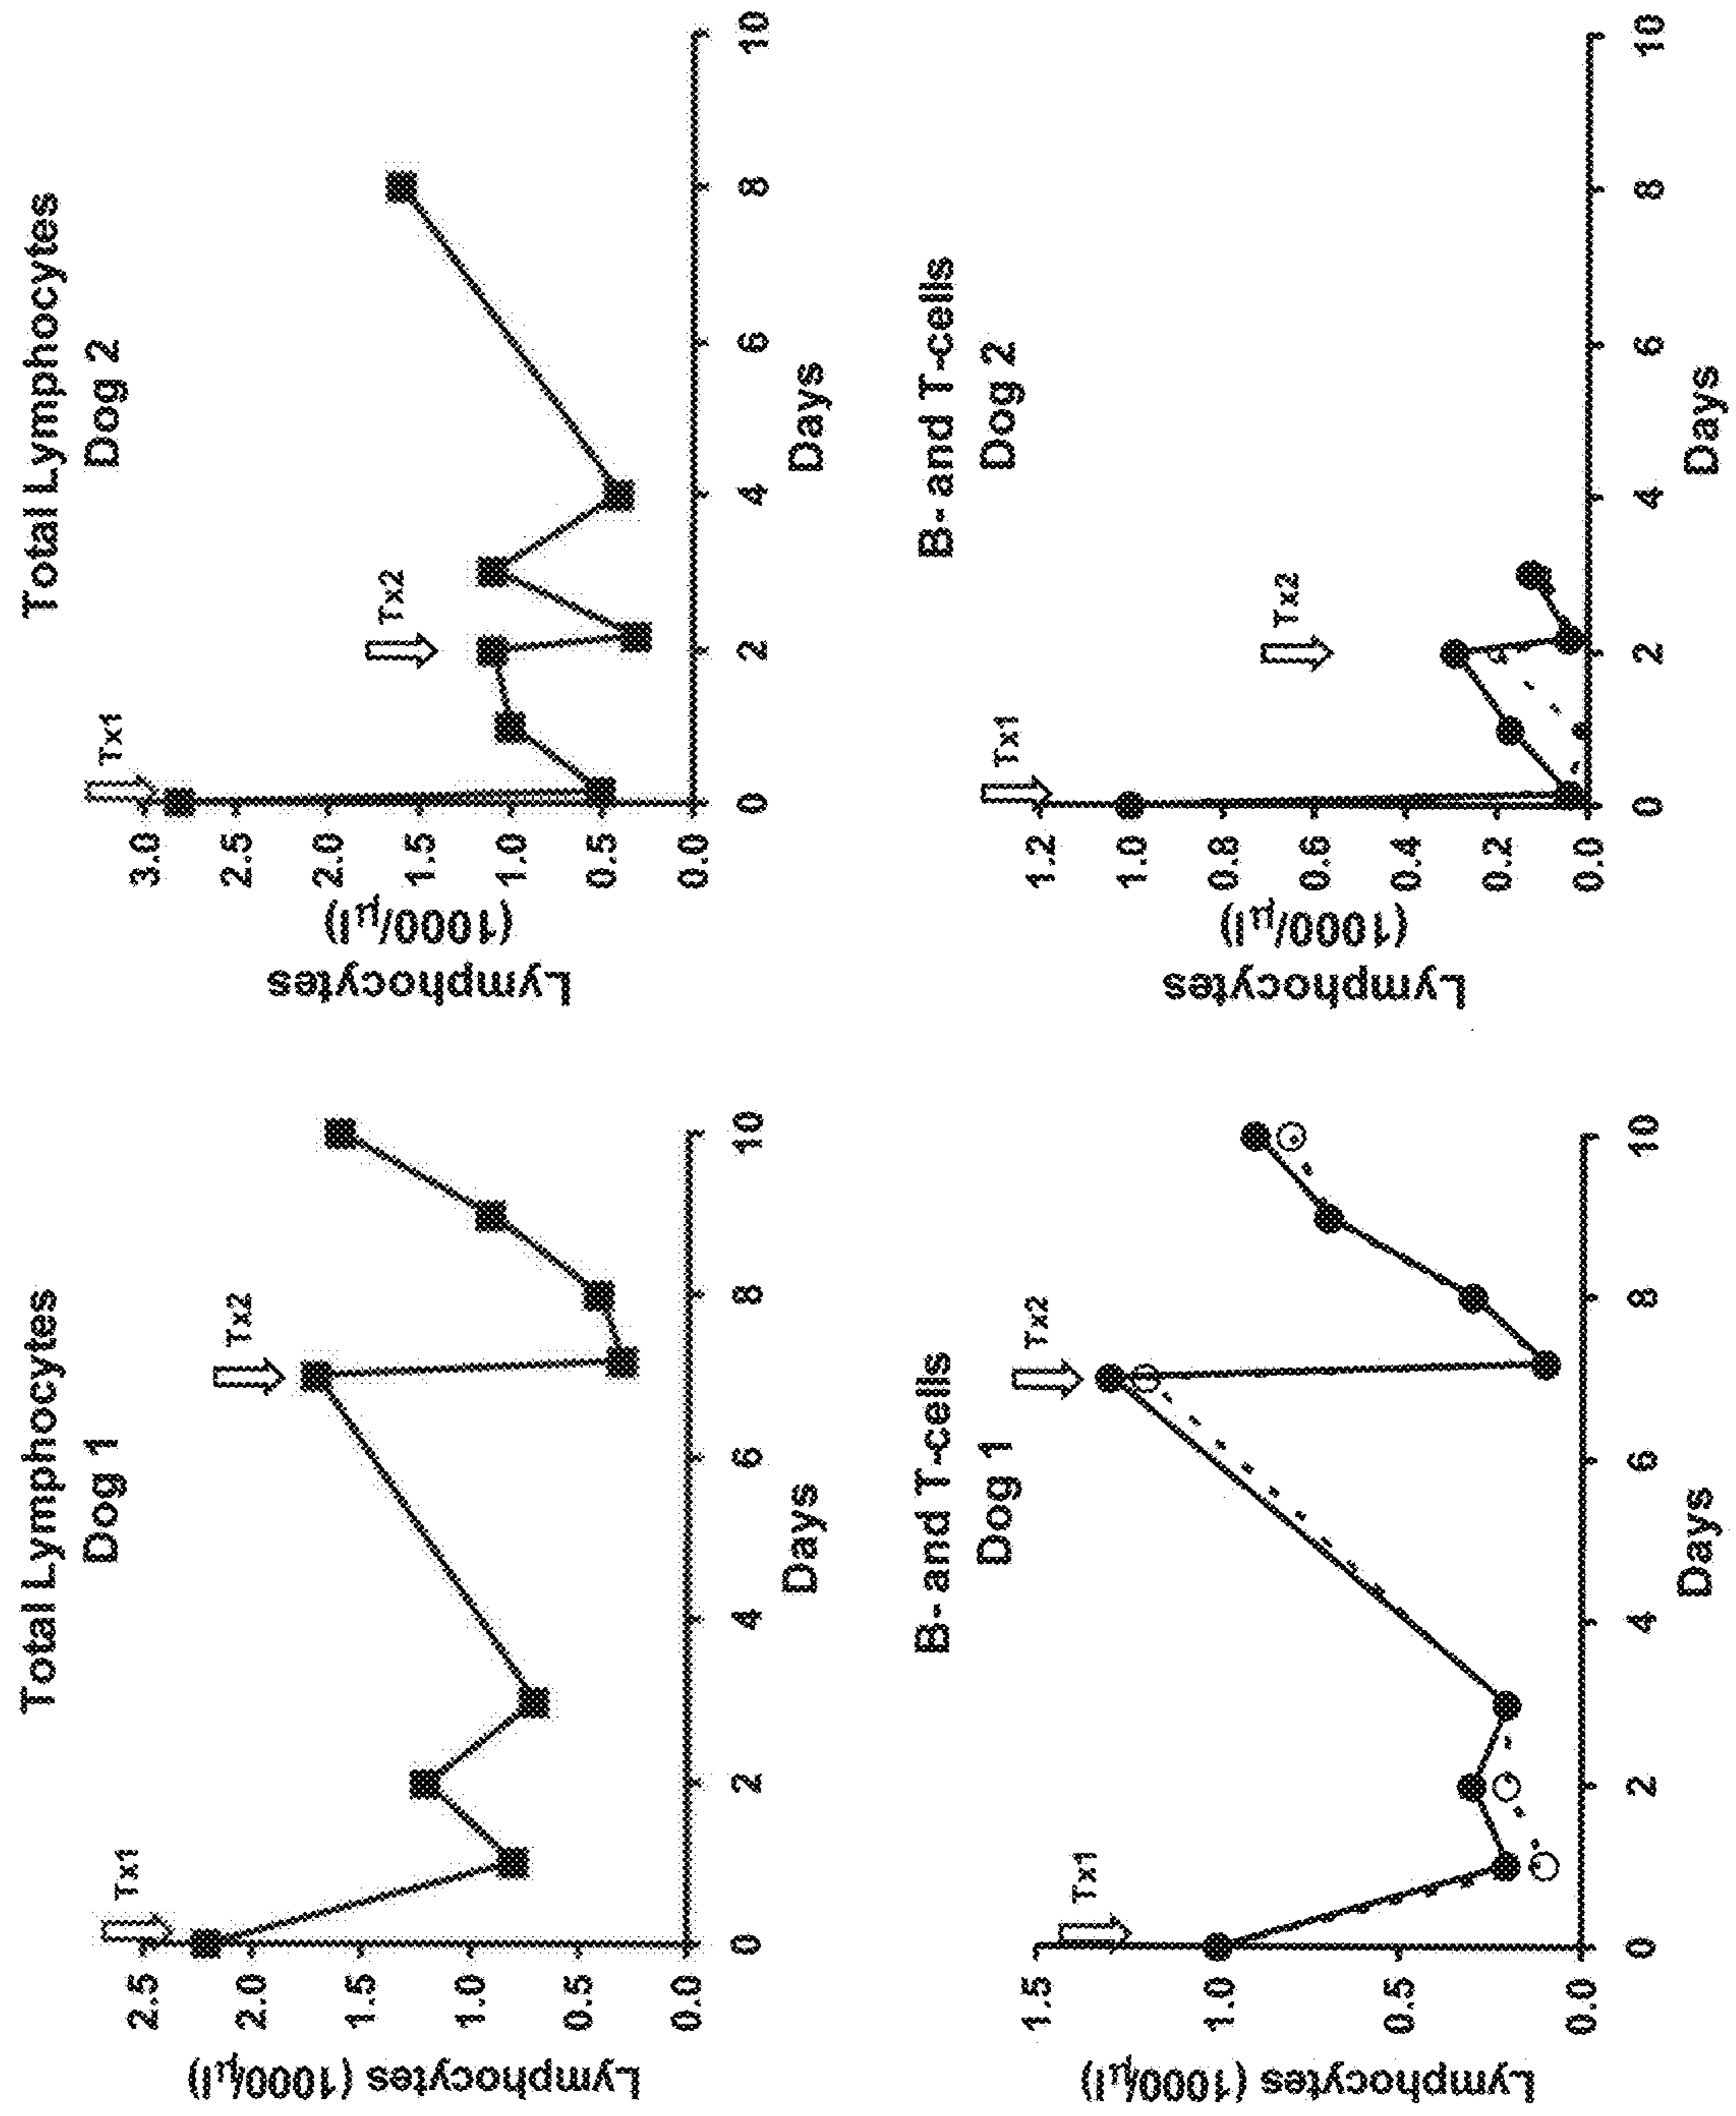 Total Lymphocytes
Dog 1
Tx1
Tx2
2.5
2.0
1.5
1.0
0.5
0.0
Lymphocytes (1000/µl)
0 2 4 6 8 10
Days
Total Lymphocytes
Dog 2
Tx1
Tx2
3.0
2.5
2.0
1.5
1.0
0.5
0.0
Lymphocytes
(1000/µl)
0 2 4 6 8 10
Days
B- and T-cells
Dog 1
Tx1
Tx2
1.5
1.0
0.5
0.0
Lymphocytes (1000/µl)
0 2 4 6 8 10
Days
B- and T-cells
Dog 2
Tx1
Tx2
1.2
1.0
0.8
0.6
0.4
0.2
0.0
Lymphocytes
(1000/µl)
0 2 4 6 8 10
Days